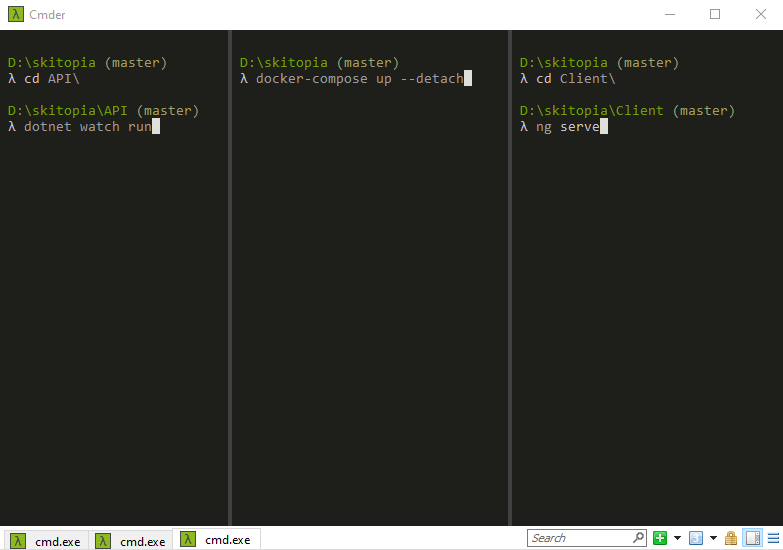 Cmder
D:\skitopia (master)
λ cd API\
D:\skitopia\API (master)
λ dotnet watch run
D:\skitopia (master)
λ docker-compose up --detach
D:\skitopia (master)
λ cd Client\
D:\skitopia\Client (master)
λ ng serve
λ cmd.exe
λ cmd.exe
λ cmd.exe
Search